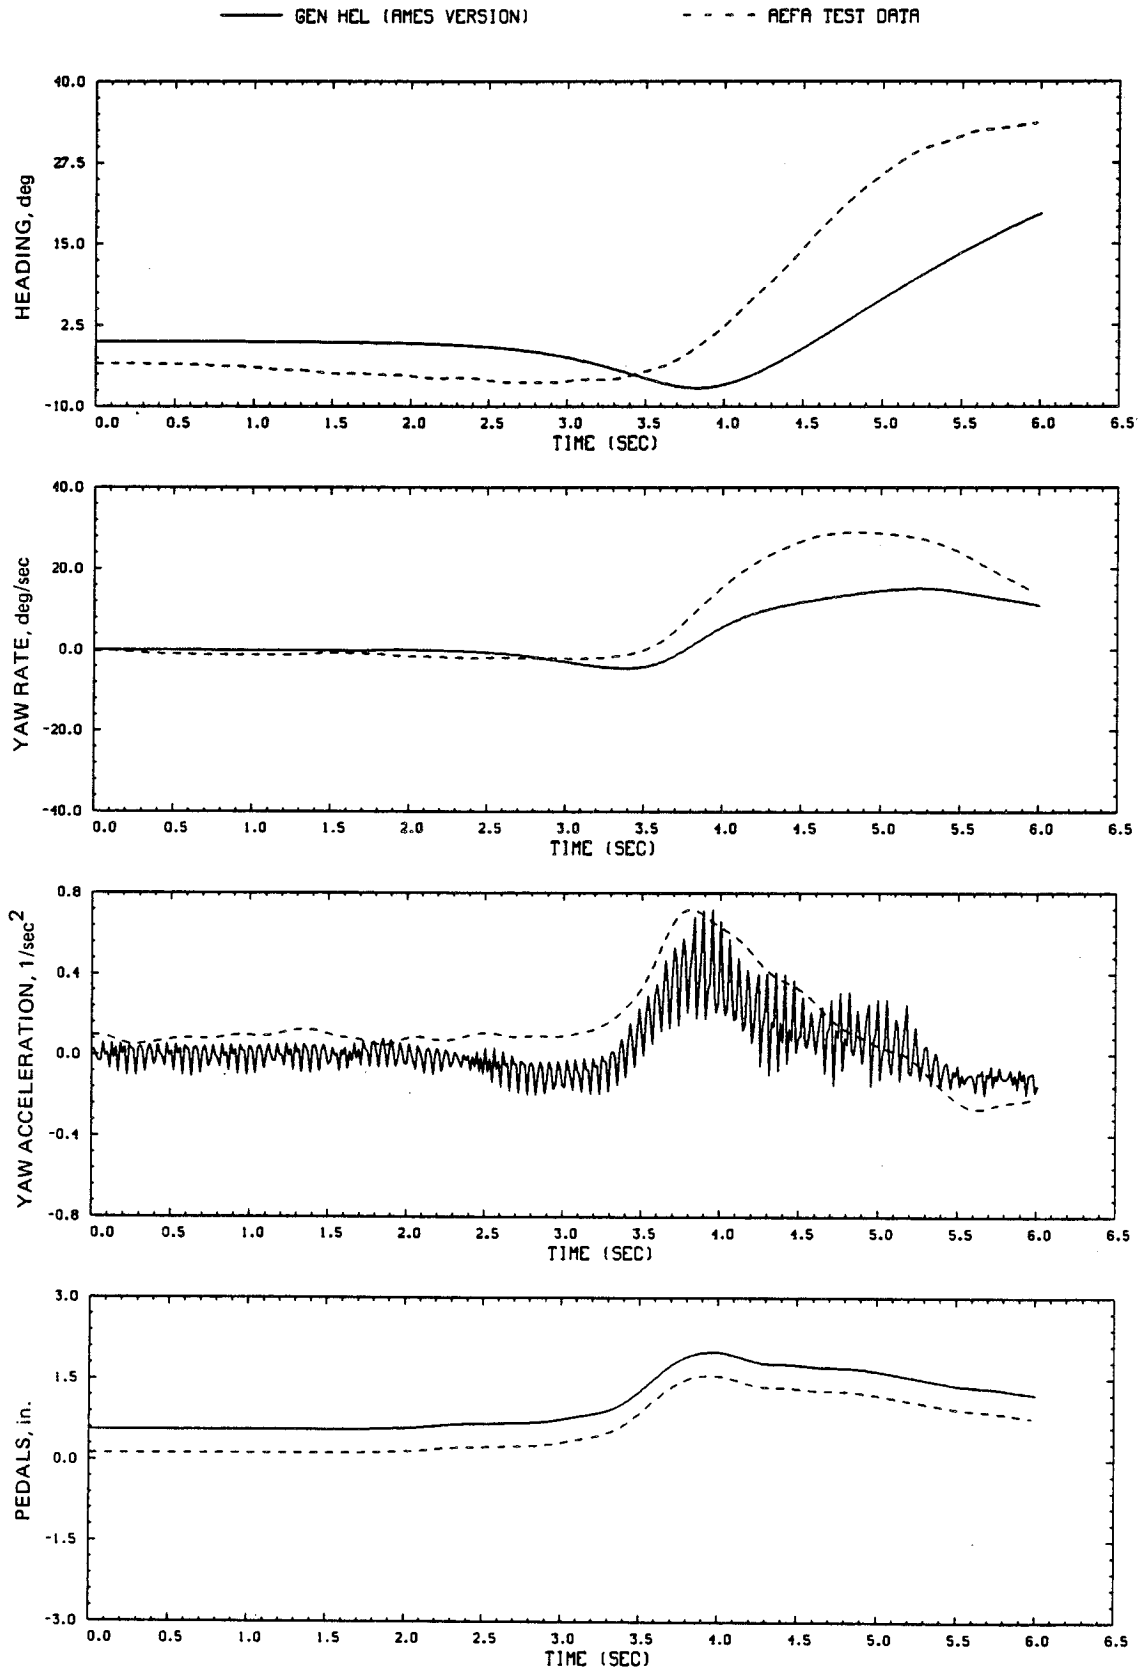 GEN HEL (AMES VERSION) AEFA TEST DATA
40.0
27.5
15.0
2.5
-10.0
HEADING, deg
0.0 0.5 1.0 1.5 2.0 2.5 3.0 3.5 4.0 4.5 5.0 5.5 6.0 6.5
TIME (SEC)
40.0
20.0
0.0
-20.0
-40.0
YAW RATE, deg/sec
0.0 0.5 1.0 1.5 2.0 2.5 3.0 3.5 4.0 4.5 5.0 5.5 6.0 6.5
TIME (SEC)
0.8
0.4
0.0
-0.4
-0.8
YAW ACCELERATION, 1/sec²
0.0 0.5 1.0 1.5 2.0 2.5 3.0 3.5 4.0 4.5 5.0 5.5 6.0 6.5
TIME (SEC)
3.0
1.5
0.0
-1.5
-3.0
PEDALS, in.
0.0 0.5 1.0 1.5 2.0 2.5 3.0 3.5 4.0 4.5 5.0 5.5 6.0 6.5
TIME (SEC)